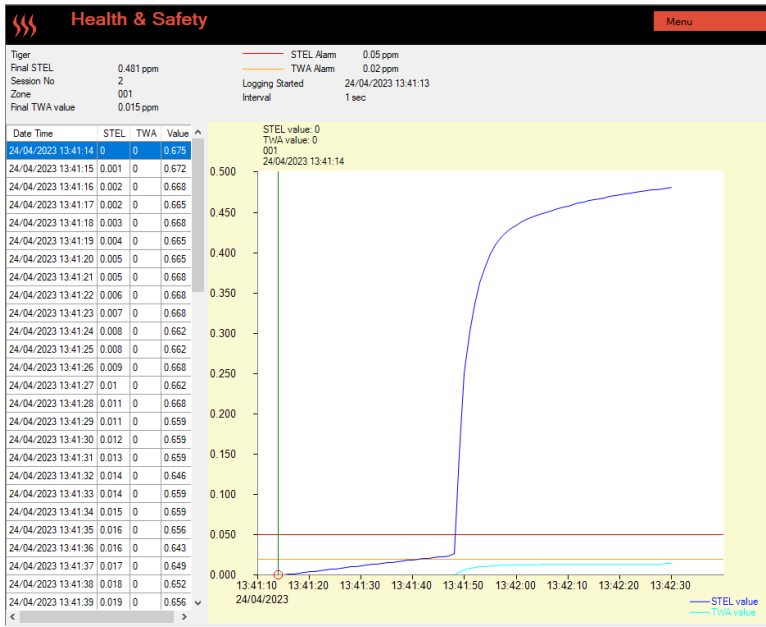 Health & Safety
Menu
Tiger
Final STEL 0.481 ppm
Session No 2
Zone 001
Final TWA value 0.015 ppm
STEL Alarm 0.05 ppm
TWA Alarm 0.02 ppm
Logging Started 24/04/2023 13:41:13
Interval 1 sec
Date Time STEL TWA Value
24/04/2023 13:41:14 0 0 0.675
24/04/2023 13:41:15 0.001 0 0.672
24/04/2023 13:41:16 0.002 0 0.668
24/04/2023 13:41:17 0.002 0 0.665
24/04/2023 13:41:18 0.003 0 0.668
24/04/2023 13:41:19 0.004 0 0.665
24/04/2023 13:41:20 0.005 0 0.665
24/04/2023 13:41:21 0.005 0 0.668
24/04/2023 13:41:22 0.006 0 0.668
24/04/2023 13:41:23 0.007 0 0.668
24/04/2023 13:41:24 0.008 0 0.662
24/04/2023 13:41:25 0.008 0 0.662
24/04/2023 13:41:26 0.009 0 0.668
24/04/2023 13:41:27 0.01 0 0.662
24/04/2023 13:41:28 0.011 0 0.668
24/04/2023 13:41:29 0.011 0 0.659
24/04/2023 13:41:30 0.012 0 0.659
24/04/2023 13:41:31 0.013 0 0.659
24/04/2023 13:41:32 0.014 0 0.646
24/04/2023 13:41:33 0.014 0 0.659
24/04/2023 13:41:34 0.015 0 0.659
24/04/2023 13:41:35 0.016 0 0.656
24/04/2023 13:41:36 0.016 0 0.643
24/04/2023 13:41:37 0.017 0 0.649
24/04/2023 13:41:38 0.018 0 0.652
24/04/2023 13:41:39 0.019 0 0.656
STEL value: 0
TWA value: 0
001
24/04/2023 13:41:14
0.500
0.450
0.400
0.350
0.300
0.250
0.200
0.150
0.100
0.050
0.000
13:41:10 13:41:20 13:41:30 13:41:40 13:41:50 13:42:00 13:42:10 13:42:20 13:42:30
24/04/2023
STEL value
TWA value